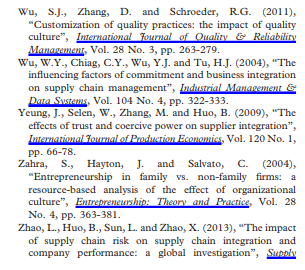 Wu, S.J., Zhang, D. and Schroeder, R.G. (2011),
“Customization of quality practices: the impact of quality
culture”, International Journal of Quality & Reliability
Management, Vol. 28 No. 3, pp. 263-279.
Wu, W.Y., Chiag, C.Y., Wu, Y.J. and Tu, H.J. (2004), “The
influencing factors of commitment and business integration
on supply chain management”, Industrial Management &
Data Systems, Vol. 104 No. 4, pp. 322-333.
Yeung, J., Selen, W., Zhang, M. and Huo, B. (2009), “The
effects of trust and coercive power on supplier integration”,
International Journal of Production Economics, Vol. 120 No. 1,
pp. 66-78.
Zahra, S., Hayton, J. and Salvato, C. (2004),
“Entrepreneurship in family vs. non-family firms: a
resource-based analysis of the effect of organizational
culture”, Entrepreneurship: Theory and Practice, Vol. 28
No. 4, pp. 363-381.
Zhao, L., Huo, B., Sun, L. and Zhao, X. (2013), “The impact
of supply chain risk on supply chain integration and
company performance: a global investigation”, Supply